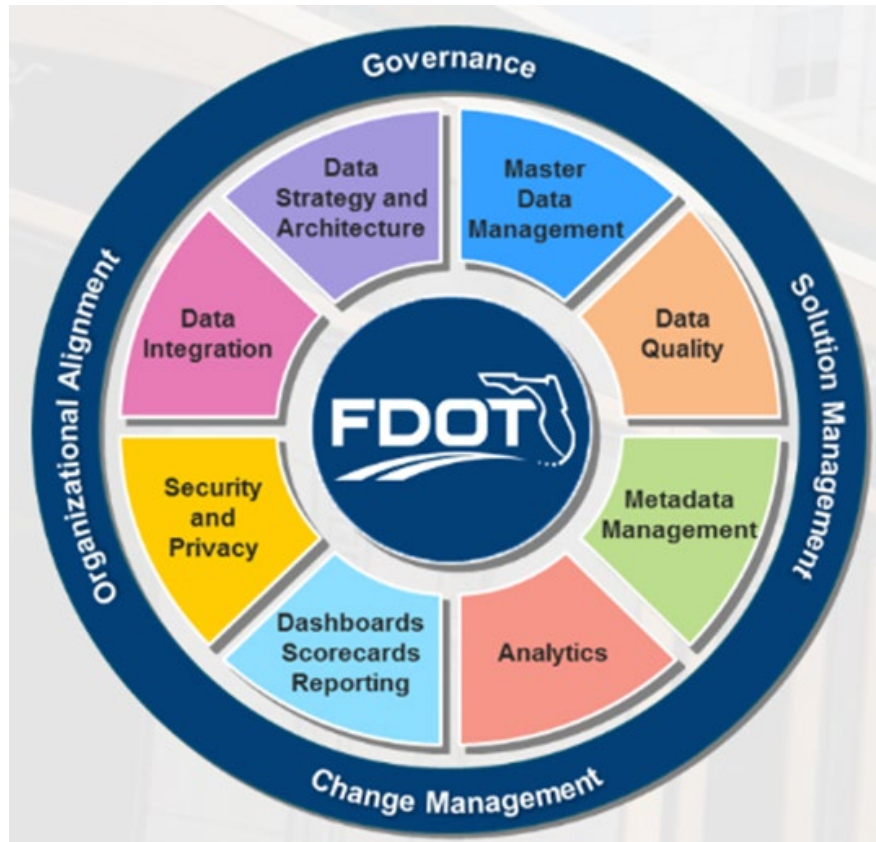 Governance
Data
Strategy and
Architecture
Master
Data
Management
Data
Integration
Data
Quality
Organizational Alignment
Solution Management
FDOT
Security
and
Privacy
Metadata
Management
Dashboards
Scorecards
Reporting
Analytics
Change Management